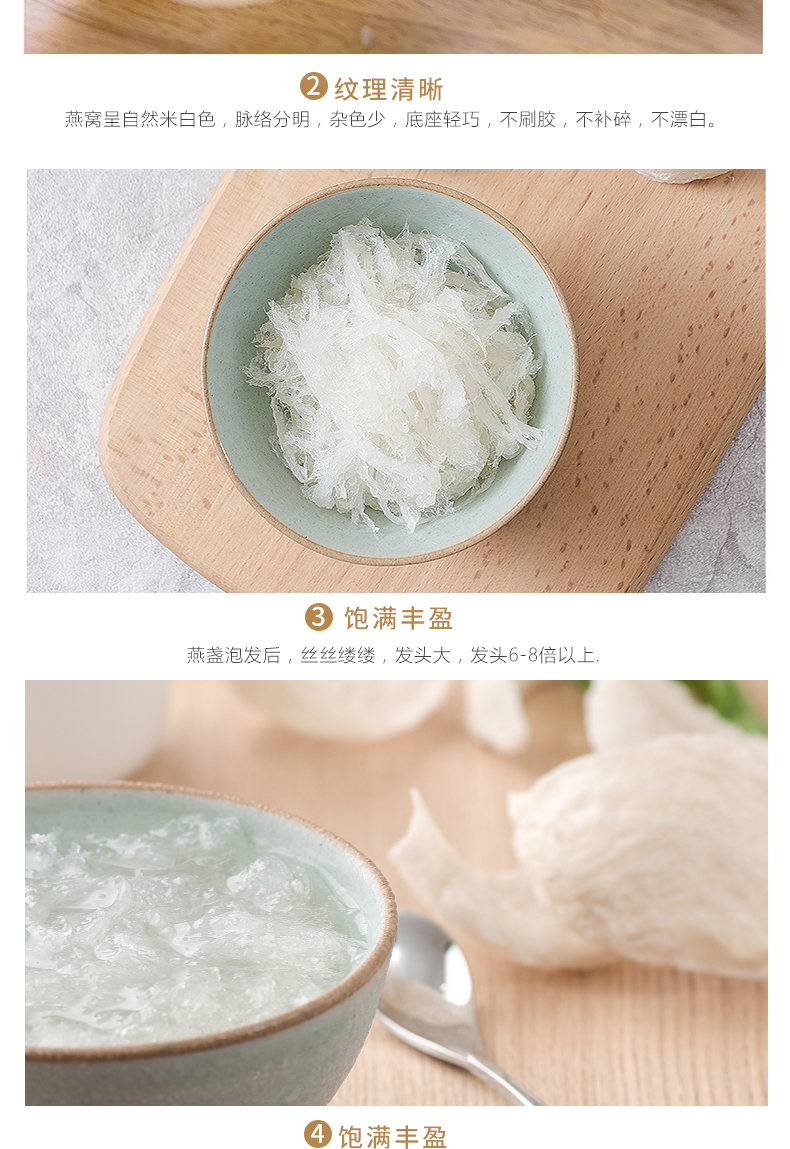 2 纹理清晰
燕窝呈自然米白色，脉络分明，杂色少，底座轻巧，不刷胶，不补碎，不漂白。
3 饱满丰盈
燕盏泡发后，丝丝缕缕，发头大，发头6-8倍以上.
4 饱满丰盈